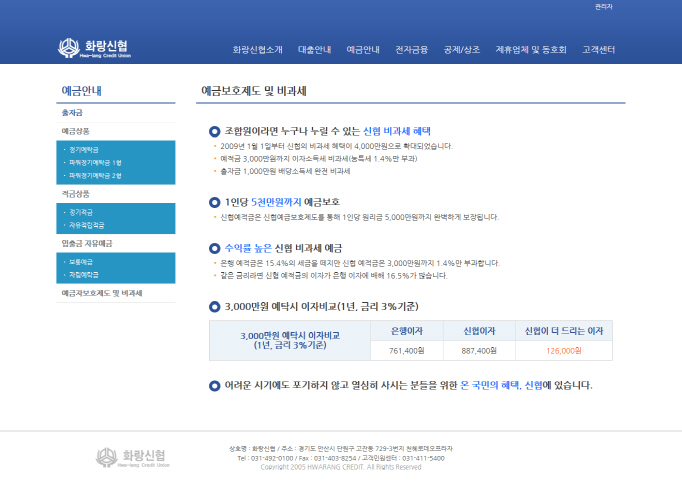 관리자
화랑신협
Hwa-rang Credit Union
화랑신협소개 대출안내 예금안내 전자금융 공제/상조 제휴업체 및 동호회 고객센터
예금안내
출자금
예금상품
· 정기예탁금
· 파워정기예탁금 1형
· 파워정기예탁금 2형
적금상품
· 정기적금
· 자유적립적금
입출금 자유예금
· 보통예금
· 자립예탁금
예금자보호제도 및 비과세
예금보호제도 및 비과세
조합원이라면 누구나 누릴 수 있는 신협 비과세 혜택
· 2009년 1월 1일부터 신협의 비과세 혜택이 4,000만원으로 확대되었습니다.
· 예적금 3,000만원까지 이자소득세 비과세(농특세 1.4%만 부과)
· 출자금 1,000만원 배당소득세 완전 비과세
1인당 5천만원까지 예금보호
· 신협예적금은 신협예금보호제도를 통해 1인당 원리금 5,000만원까지 완벽하게 보장됩니다.
수익률 높은 신협 비과세 예금
· 은행 예적금은 15.4%의 세금을 떼지만 신협 예적금은 3,000만원까지 1.4%만 부과합니다.
· 같은 금리라면 신협 예적금의 이자가 은행 이자에 배해 16.5%가 많습니다.
3,000만원 예탁시 이자비교(1년, 금리 3%기준)
3,000만원 예탁시 이자비교
(1년, 금리 3%기준)
은행이자 신협이자 신협이 더 드리는 이자
761,400원 887,400원 126,000원
어려운 시기에도 포기하지 않고 열심히 사시는 분들을 위한 온 국민의 혜택, 신협에 있습니다.
화랑신협
Hwa-rang Credit Union
상호명 : 화랑신협 / 주소 : 경기도 안산시 단원구 고잔동 729-3번지 천혜로데오프라자
Tel : 031-492-0100 / Fax : 031-403-8254 / 고객민원센터 : 031-411-5400
Copyright 2005 HWARANG CREDIT. All Rights Reserved